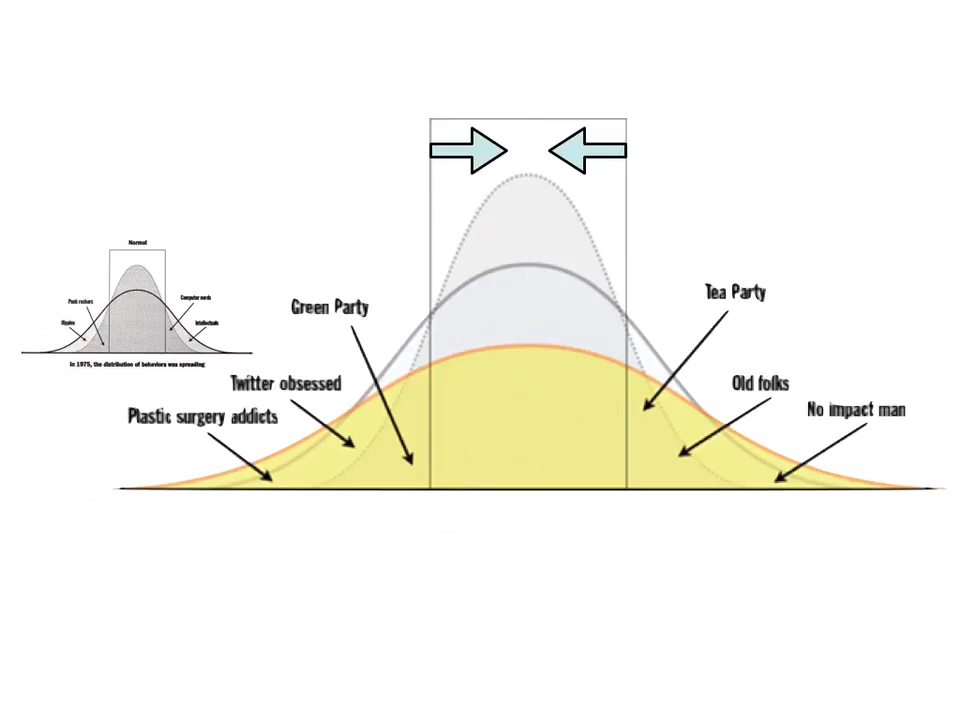 Normal
Punk rockers
Computer nerds
Hippies
Intellectuals
In 1975, the distribution of behaviors was spreading
Green Party
Tea Party
Twitter obsessed
Old folks
Plastic surgery addicts
No impact man